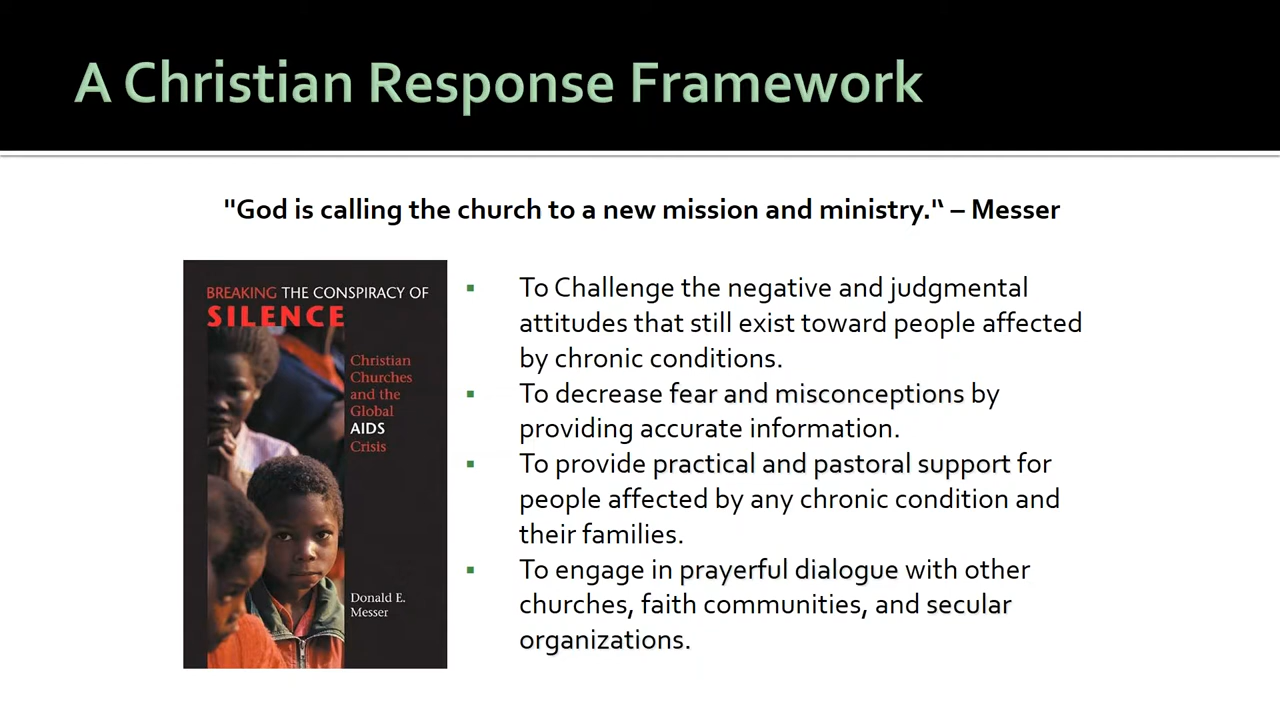 A Christian Response Framework
"God is calling the church to a new mission and ministry." – Messer
BREAKING THE CONSPIRACY OF
SILENCE
Christian
Churches
and the
Global
AIDS
Crisis
Donald E.
Messer
▪ To Challenge the negative and judgmental
attitudes that still exist toward people affected
by chronic conditions.
▪ To decrease fear and misconceptions by
providing accurate information.
▪ To provide practical and pastoral support for
people affected by any chronic condition and
their families.
▪ To engage in prayerful dialogue with other
churches, faith communities, and secular
organizations.